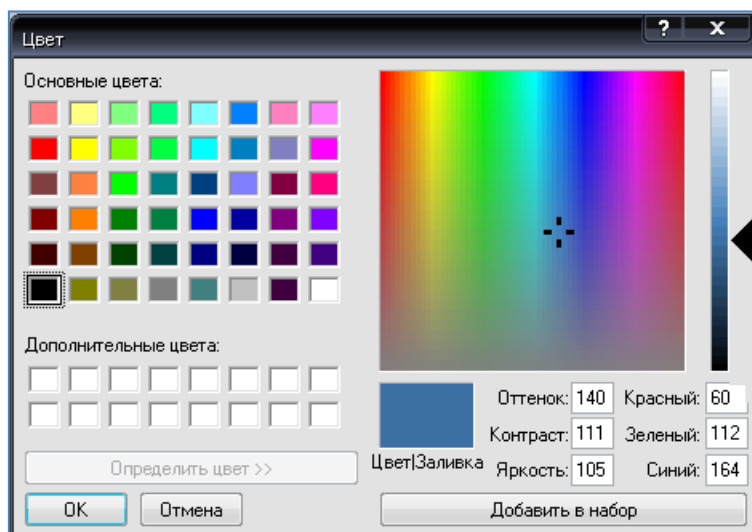 Цвет
? X
Основные цвета:
Дополнительные цвета:
Определить цвет >>
OK Отмена
Цвет|Заливка
Оттенок: 140 Красный: 60
Контраст: 111 Зеленый: 112
Яркость: 105 Синий: 164
Добавить в набор